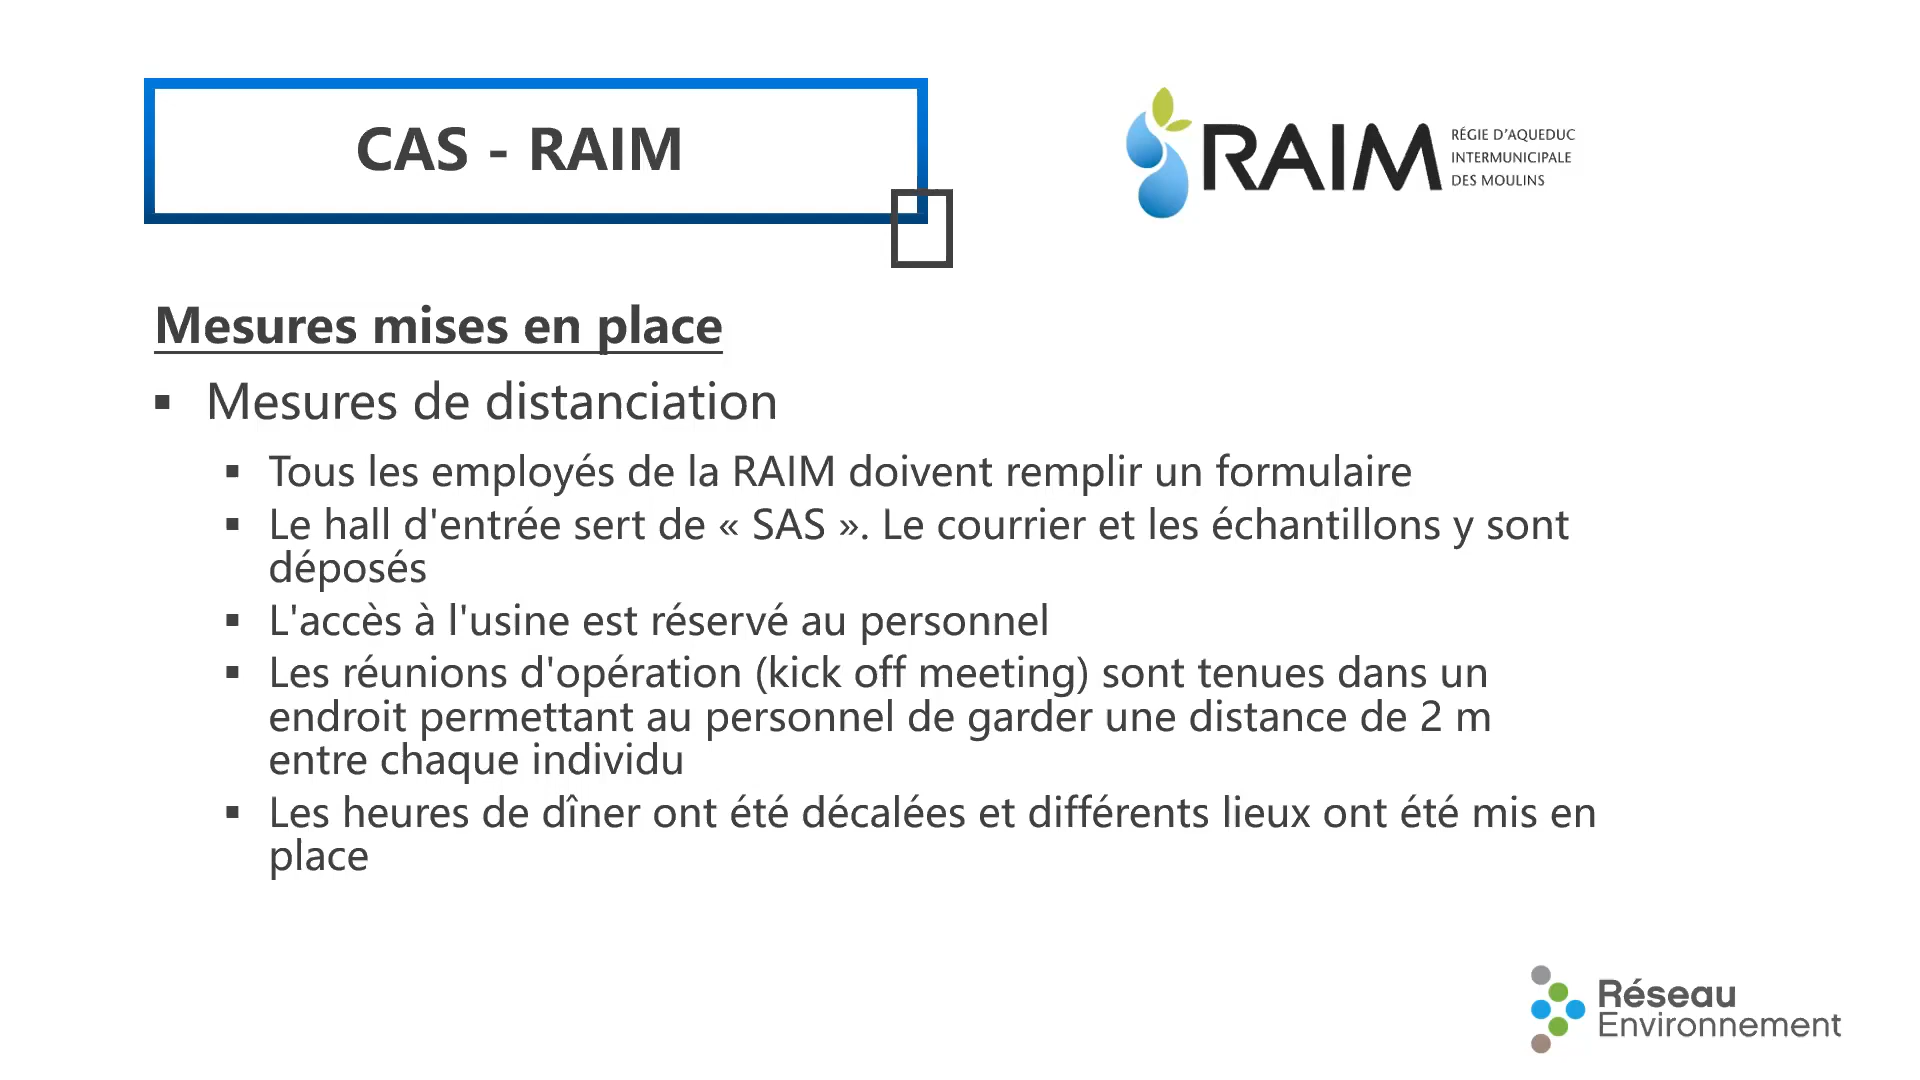 CAS - RAIM
RAIM
RÉGIE D'AQUEDUC
INTERMUNICIPALE
DES MOULINS
Mesures mises en place
▪ Mesures de distanciation
▪ Tous les employés de la RAIM doivent remplir un formulaire
▪ Le hall d'entrée sert de « SAS ». Le courrier et les échantillons y sont
déposés
▪ L'accès à l'usine est réservé au personnel
▪ Les réunions d'opération (kick off meeting) sont tenues dans un
endroit permettant au personnel de garder une distance de 2 m
entre chaque individu
▪ Les heures de dîner ont été décalées et différents lieux ont été mis en
place
Réseau
Environnement